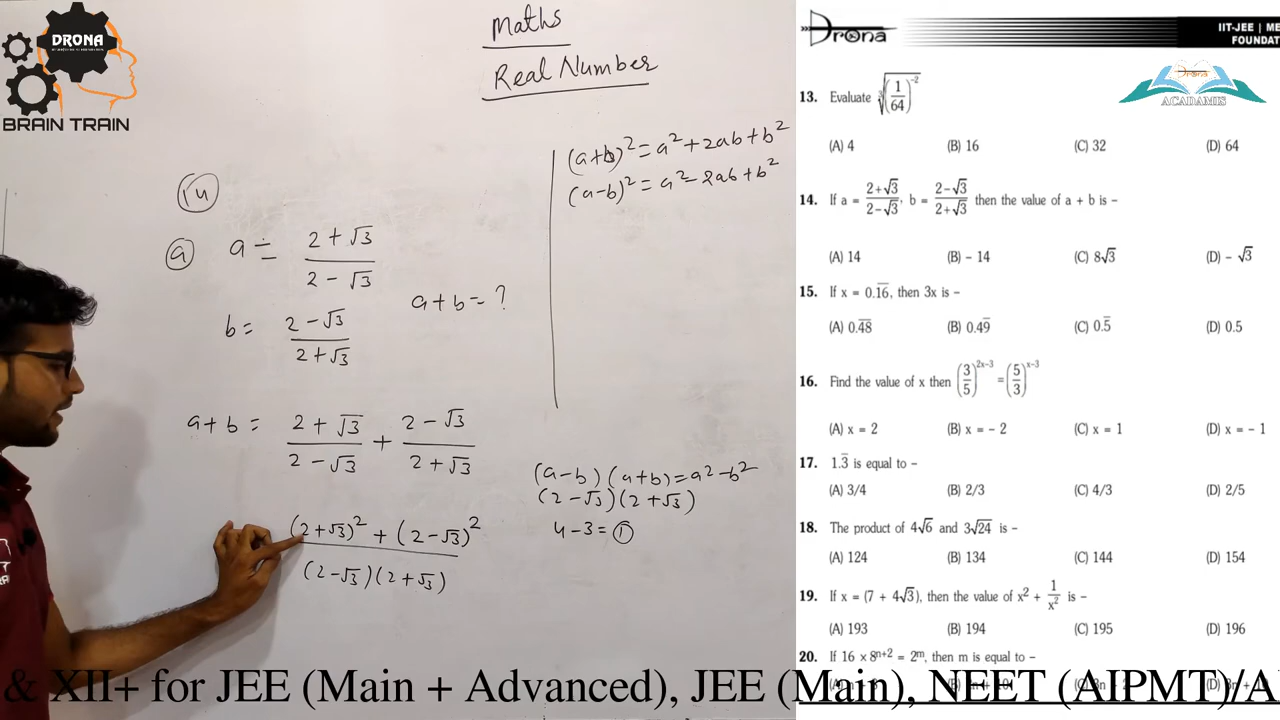 DRONA
BRAIN TRAIN
Maths
Real Number
(a+b)² = a² + 2ab + b²
(a-b)² = a² - 2ab + b²
14
a) a = (2 + √3)/(2 - √3)
a + b = ?
b = (2 - √3)/(2 + √3)
a + b = (2 + √3)/(2 - √3) + (2 - √3)/(2 + √3)
((2+√3)² + (2-√3)²)/((2-√3)(2+√3))
(a-b)(a+b) = a² - b²
(2-√3)(2+√3)
4 - 3 = 1
Drona
IIT-JEE | ME
FOUNDAT
Drona
ACADAMIS
13. Evaluate ∛((1/64)⁻²)
(A) 4 (B) 16 (C) 32 (D) 64
14. If a = (2+√3)/(2-√3), b = (2-√3)/(2+√3) then the value of a + b is –
(A) 14 (B) – 14 (C) 8√3 (D) – √3
15. If x = 0.1̅6̅, then 3x is –
(A) 0.4̅8̅ (B) 0.49̅ (C) 0.5̅ (D) 0.5
16. Find the value of x then (3/5)^(2x–3) = (5/3)^(x–3)
(A) x = 2 (B) x = – 2 (C) x = 1 (D) x = – 1
17. 1.3̅ is equal to –
(A) 3/4 (B) 2/3 (C) 4/3 (D) 2/5
18. The product of 4√6 and 3√24 is –
(A) 124 (B) 134 (C) 144 (D) 154
19. If x = (7 + 4√3), then the value of x² + 1/x² is –
(A) 193 (B) 194 (C) 195 (D) 196
20. If 16 × 8ⁿ⁺² = 2ᵐ, then m is equal to –
& XII+ for JEE (Main + Advanced), JEE (Main), NEET (AIPMT)/A